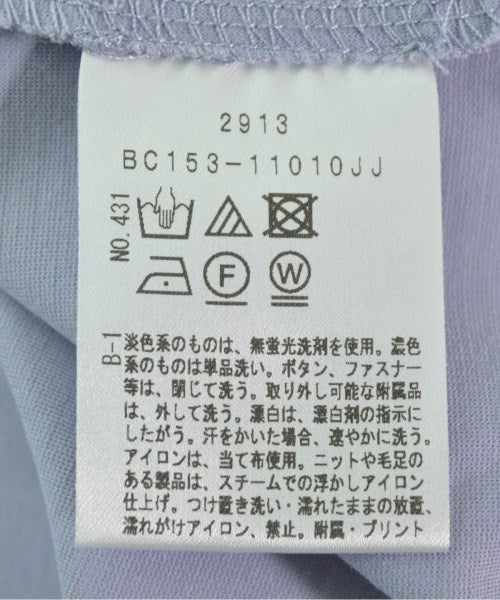 2913
BC153-11010JJ
NO. 431
F
W
B-1
淡色系のものは、無蛍光洗剤を使用。濃色
系のものは単品洗い。ボタン、ファスナー
等は、閉じて洗う。取り外し可能な附属品
は、外して洗う。漂白は、漂白剤の指示に
したがう。汗をかいた場合、速やかに洗う。
アイロンは、当て布使用。ニットや毛足の
ある製品は、スチームでの浮かしアイロン
仕上げ。つけ置き洗い・濡れたままの放置、
濡れがけアイロン、禁止。附属・プリント